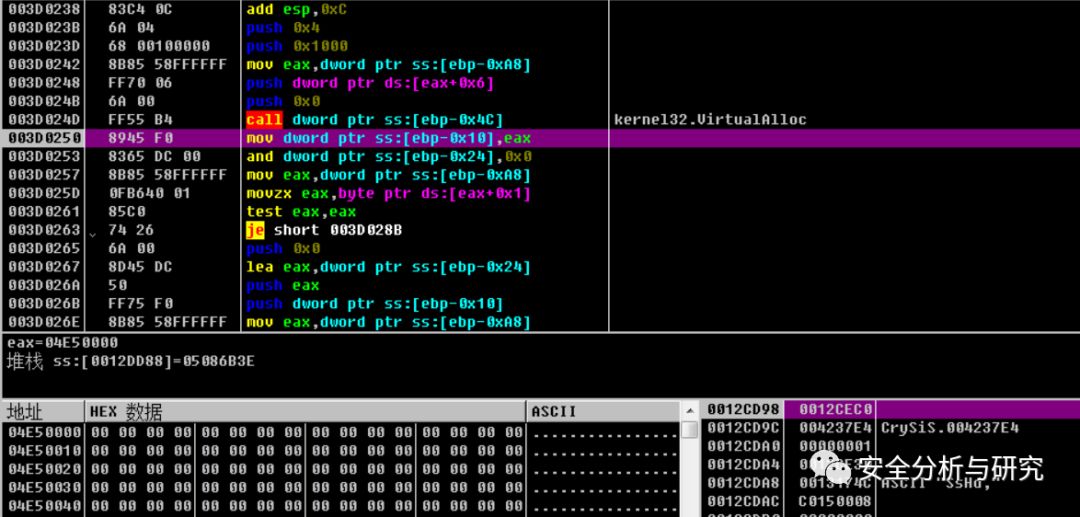 003D0238 83C4 0C add esp,0xC
003D023B 6A 04 push 0x4
003D023D 68 00100000 push 0x1000
003D0242 8B85 58FFFFFF mov eax,dword ptr ss:[ebp-0xA8]
003D0248 FF70 06 push dword ptr ds:[eax+0x6]
003D024B 6A 00 push 0x0
003D024D FF55 B4 call dword ptr ss:[ebp-0x4C] kernel32.VirtualAlloc
003D0250 8945 F0 mov dword ptr ss:[ebp-0x10],eax
003D0253 8365 DC 00 and dword ptr ss:[ebp-0x24],0x0
003D0257 8B85 58FFFFFF mov eax,dword ptr ss:[ebp-0xA8]
003D025D 0FB640 01 movzx eax,byte ptr ds:[eax+0x1]
003D0261 85C0 test eax,eax
003D0263 74 26 je short 003D028B
003D0265 6A 00 push 0x0
003D0267 8D45 DC lea eax,dword ptr ss:[ebp-0x24]
003D026A 50 push eax
003D026B FF75 F0 push dword ptr ss:[ebp-0x10]
003D026E 8B85 58FFFFFF mov eax,dword ptr ss:[ebp-0xA8]
eax=04E50000
堆栈 ss:[0012DD88]=05086B3E
地址 HEX 数据 ASCII
04E50000 00 00 00 00 00 00 00 00 00 00 00 00 00 00 00 00 ................
04E50010 00 00 00 00 00 00 00 00 00 00 00 00 00 00 00 00 ................
04E50020 00 00 00 00 00 00 00 00 00 00 00 00 00 00 00 00 ................
04E50030 00 00 00 00 00 00 00 00 00 00 00 00 00 00 00 00 ................
04E50040 00 00 00 00 00 00 00 00 00 00 00 00 00 00 00 00 ................
0012CD98 0012CEC0
0012CD9C 004237E4 CrySiS.004237E4
0012CDA0 00000001
0012CDA4
0012CDA8 ASCII "SsHd,"
0012CDAC C0150008
安全分析与研究